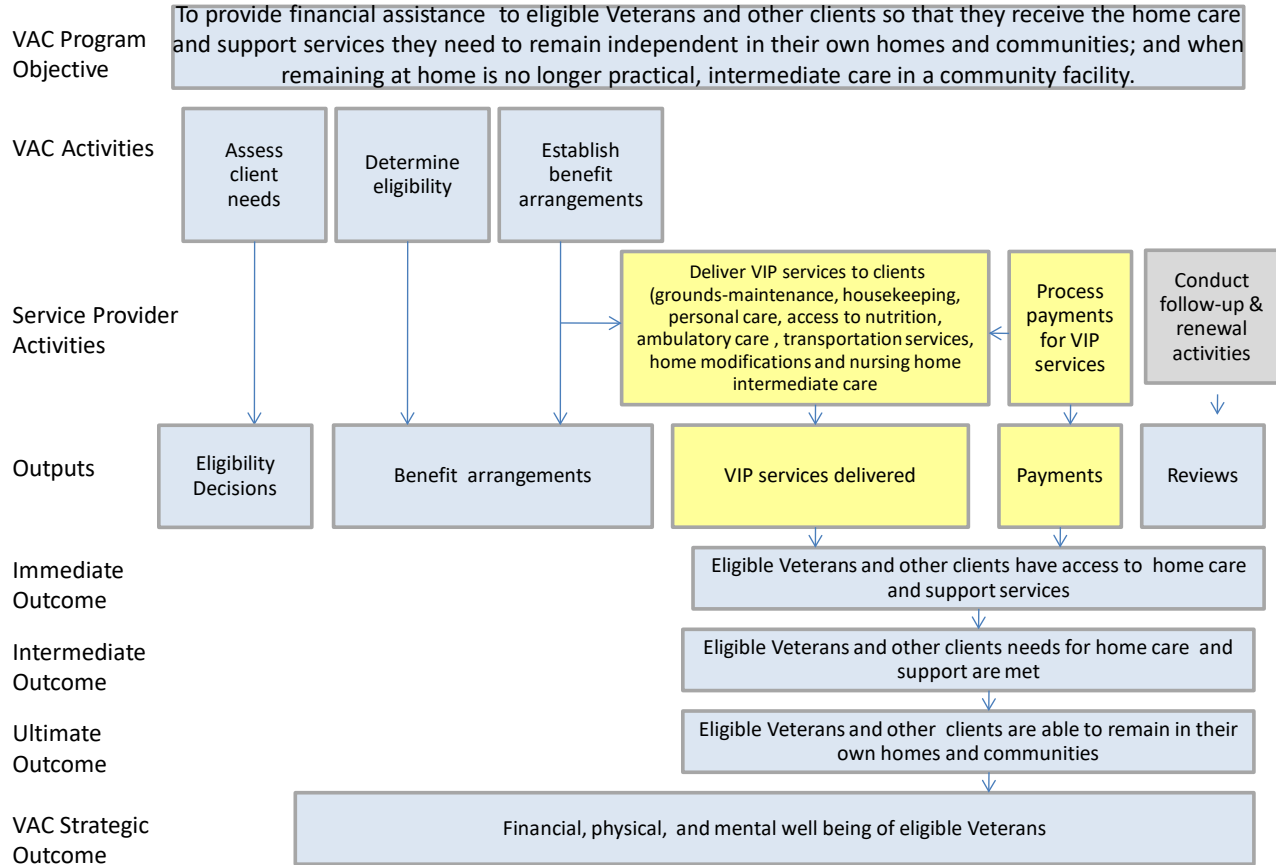 VAC Program
Objective
To provide financial assistance to eligible Veterans and other clients so that they receive the home care
and support services they need to remain independent in their own homes and communities; and when
remaining at home is no longer practical, intermediate care in a community facility.
VAC Activities
Assess
client
needs
Determine
eligibility
Establish
benefit
arrangements
Service Provider
Activities
Deliver VIP services to clients
(grounds-maintenance, housekeeping,
personal care, access to nutrition,
ambulatory care , transportation services,
home modifications and nursing home
intermediate care
Process
payments
for VIP
services
Conduct
follow-up &
renewal
activities
Outputs
Eligibility
Decisions
Benefit arrangements
VIP services delivered
Payments
Reviews
Immediate
Outcome
Eligible Veterans and other clients have access to home care
and support services
Intermediate
Outcome
Eligible Veterans and other clients needs for home care and
support are met
Ultimate
Outcome
Eligible Veterans and other clients are able to remain in their
own homes and communities
VAC Strategic
Outcome
Financial, physical, and mental well being of eligible Veterans